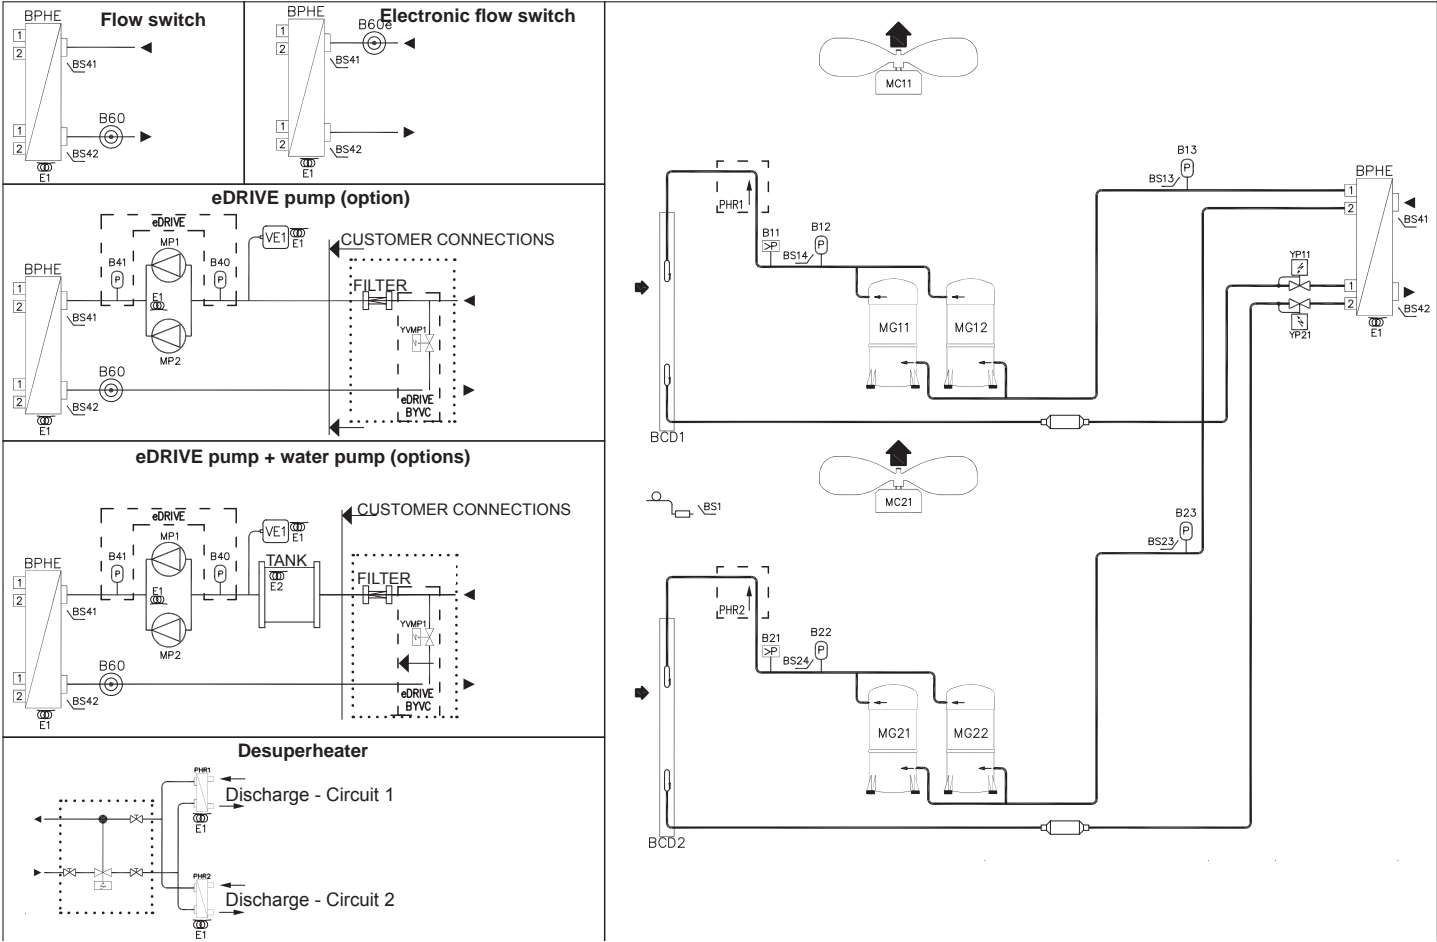 Flow switch
BPHE
1
2
BS41
B60
1
2
BS42
E1
Electronic flow switch
BPHE
B60e
1
2
BS41
1
2
BS42
E1
eDRIVE pump (option)
eDRIVE
MP1
VE1
E1
CUSTOMER CONNECTIONS
B41
P
B40
P
BPHE
FILTER
1
2
E1
BS41
YVMP1
MP2
B60
1
2
BS42
eDRIVE
BYVC
E1
eDRIVE pump + water pump (options)
CUSTOMER CONNECTIONS
eDRIVE
MP1
VE1
E1
B41
P
B40
P
TANK
E2
BPHE
FILTER
1
2
E1
BS41
YVMP1
MP2
B60
1
2
BS42
eDRIVE
BYVC
E1
Desuperheater
PHR1
Discharge - Circuit 1
E1
PHR2
Discharge - Circuit 2
E1
MC11
B13
P
BS13
BPHE
1
2
BS41
PHR1
B11
>P
B12
P
BS14
YP11
1
2
BS42
YP21
E1
MG11
MG12
BCD1
MC21
BS1
B23
P
BS23
PHR2
B21
>P
B22
P
BS24
MG21
MG22
BCD2